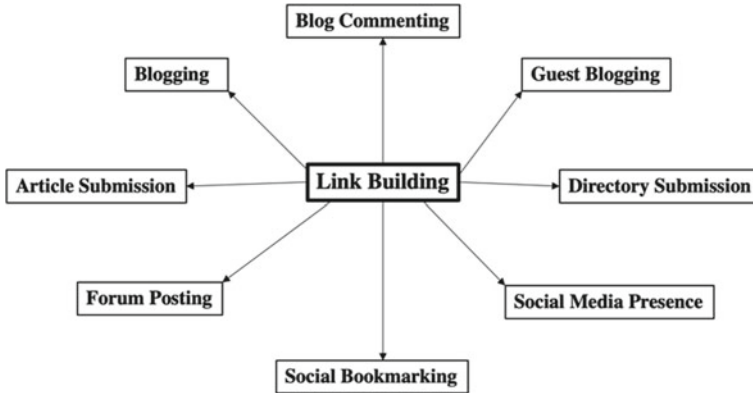 Blog Commenting
Blogging
Guest Blogging
Article Submission
Link Building
Directory Submission
Forum Posting
Social Media Presence
Social Bookmarking